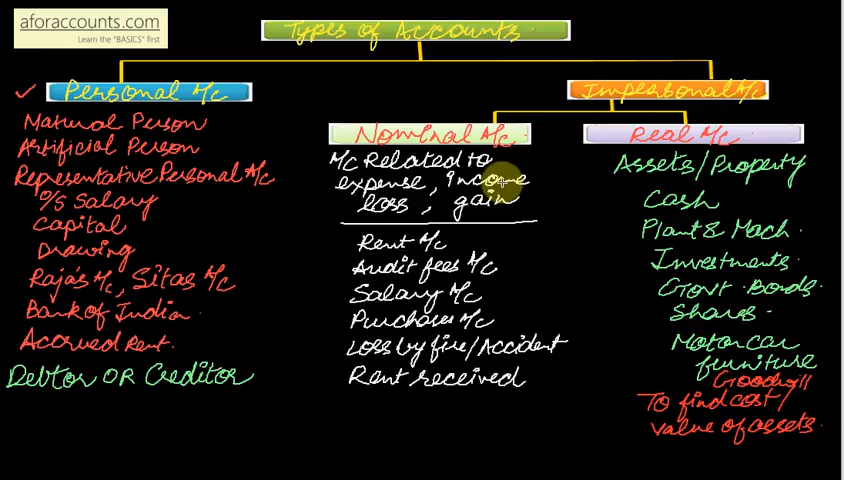 aforaccounts.com
Learn the "BASICS" first
Types of Accounts
Personal A/c
Natural Person
Artificial Person
Representative Personal A/c
O/S Salary
Capital
Drawing
Raja's A/c, Sitas A/c
Bank of India
Accrued Rent.
Debtor OR Creditor
Impersonal A/c
Nominal A/c
A/c Related to
expense, income
loss, gain
Rent A/c
Audit fees A/c
Salary A/c
Purchases A/c
Loss by fire/Accident
Rent received
Real A/c
Assets/Property
Cash
Plant & Mach.
Investments
Govt. Bonds
Shares
Motor car
furniture
Goodwill
To find cost/
value of assets